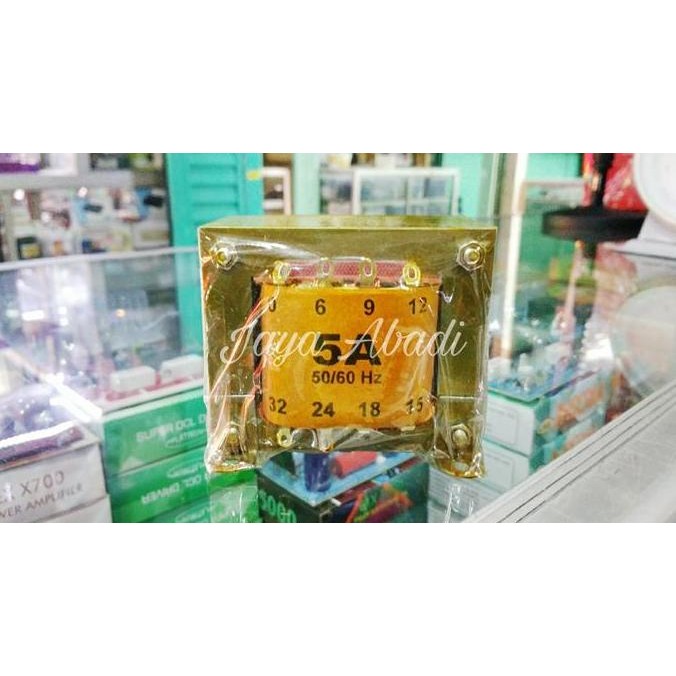 0 6 9 12
5A
50/60 Hz
32 24 18 15
Jaya Abadi
SUPER OCL D
X700
POWER AMPLIFIER